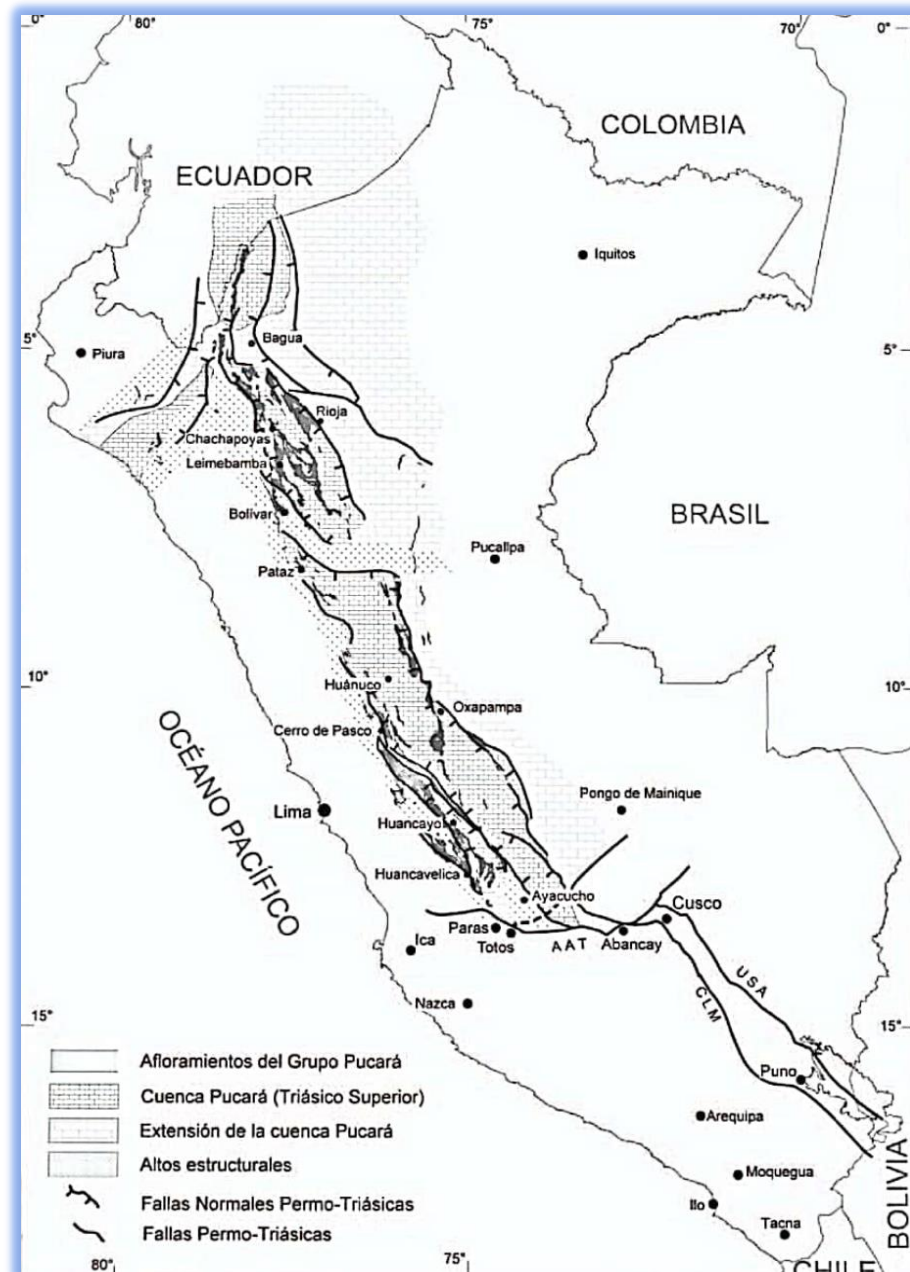 80°
75°
70°
0°
0°
COLOMBIA
ECUADOR
Iquitos
5°
5°
Piura
Bagua
Rioja
Chachapoyas
Leimebamba
Bolívar
BRASIL
Pucallpa
Pataz
10°
10°
Huánuco
Oxapampa
Cerro de Pasco
OCÉANO PACÍFICO
Pongo de Mainique
Lima
Huancayo
Huancavelica
Ayacucho
Cusco
Paras
Totos
AAT
Abancay
Ica
USA
CLM
Nazca
15°
15°
Puno
Arequipa
Moquegua
Ilo
Tacna
BOLIVIA
CHILE
Afloramientos del Grupo Pucará
Cuenca Pucará (Triásico Superior)
Extensión de la cuenca Pucará
Altos estructurales
Fallas Normales Permo-Triásicas
Fallas Permo-Triásicas
80°
75°